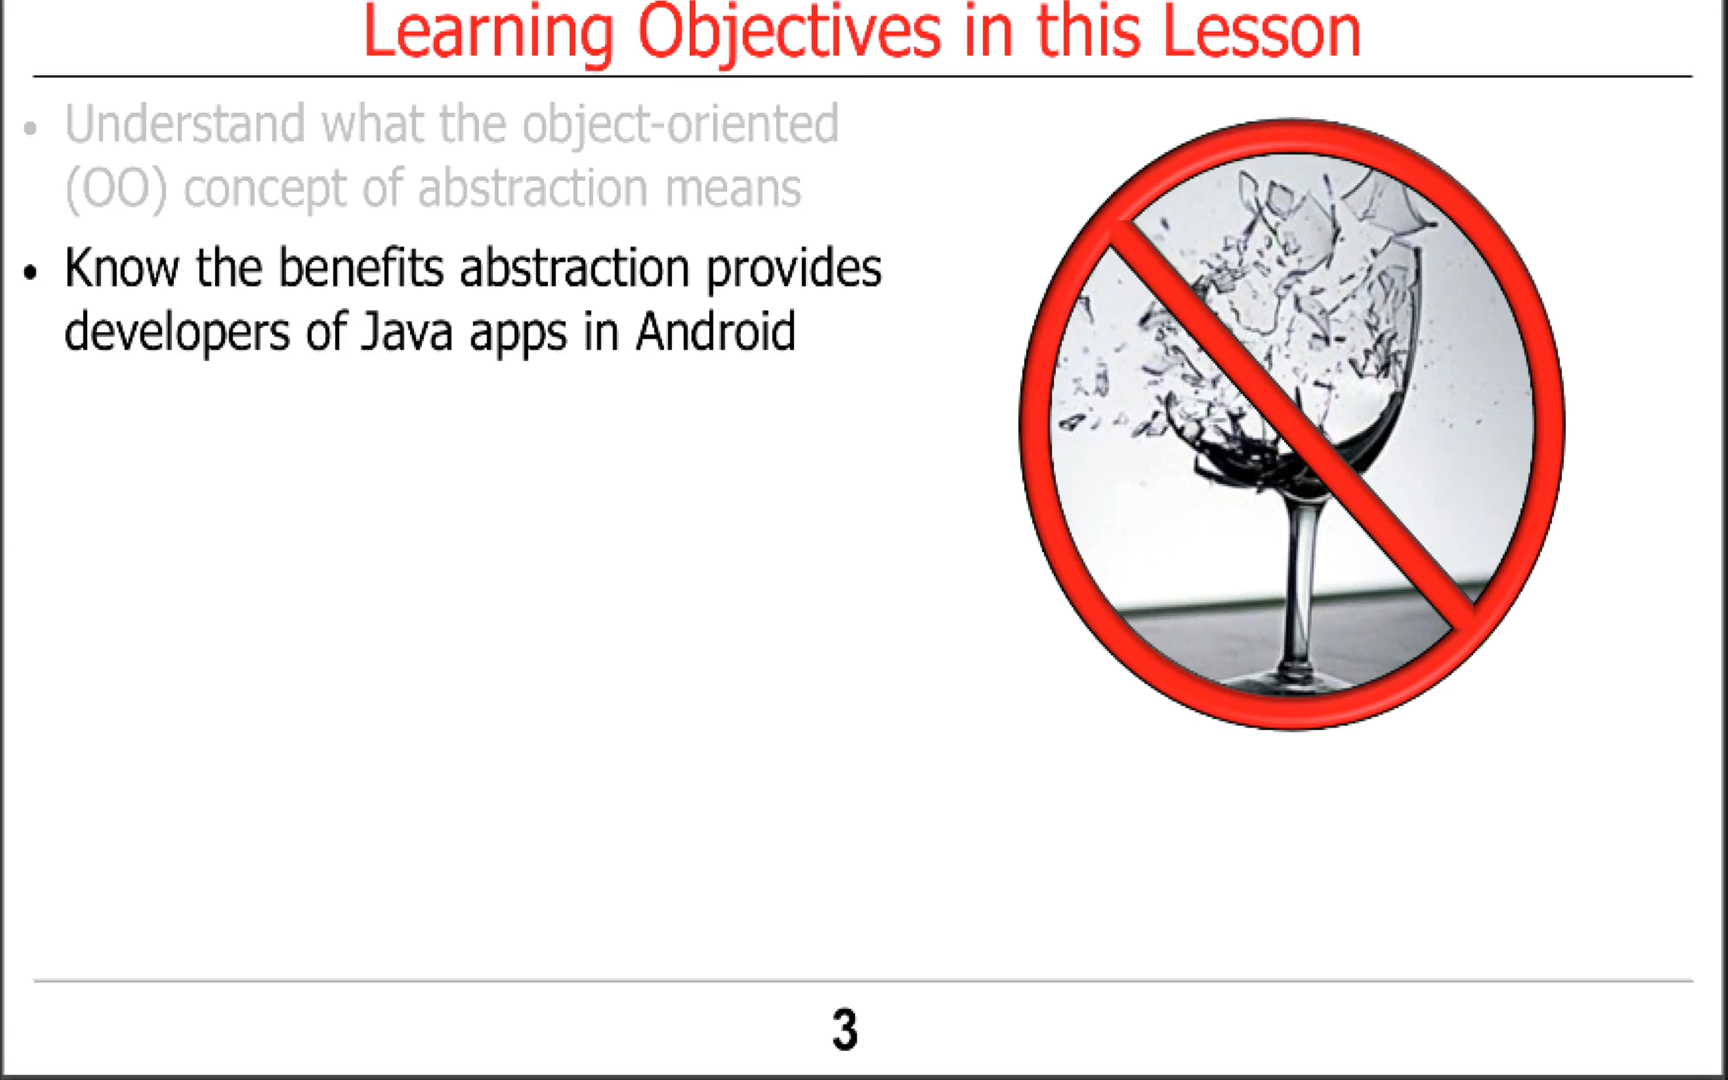 Learning Objectives in this Lesson
• Understand what the object-oriented
(OO) concept of abstraction means
• Know the benefits abstraction provides
developers of Java apps in Android
3